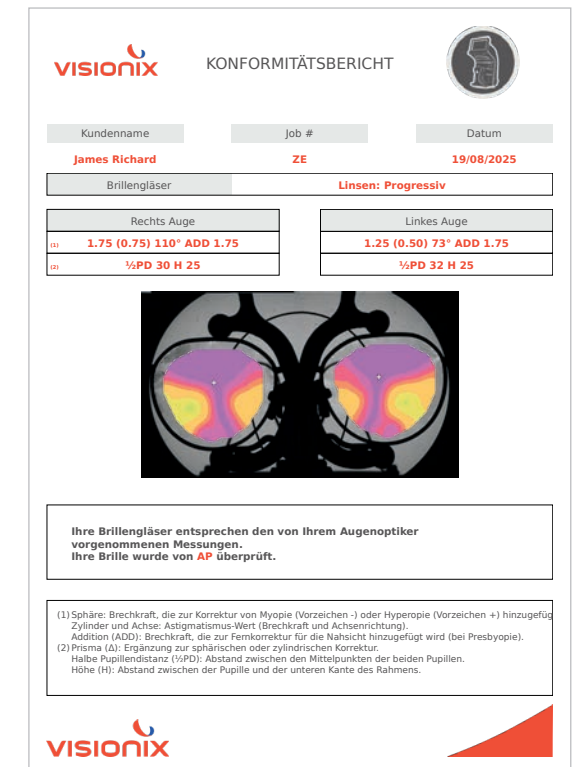 VISIONIX
KONFORMITÄTSBERICHT
Kundenname
Job #
Datum
James Richard
ZE
19/08/2025
Brillengläser
Linsen: Progressiv
Rechts Auge
Linkes Auge
(1) 1.75 (0.75) 110° ADD 1.75
1.25 (0.50) 73° ADD 1.75
(2) ½PD 30 H 25
½PD 32 H 25
Ihre Brillengläser entsprechen den von Ihrem Augenoptiker
vorgenommenen Messungen.
Ihre Brille wurde von AP überprüft.
(1) Sphäre: Brechkraft, die zur Korrektur von Myopie (Vorzeichen -) oder Hyperopie (Vorzeichen +) hinzugefüg
Zylinder und Achse: Astigmatismus-Wert (Brechkraft und Achsenrichtung).
Addition (ADD): Brechkraft, die zur Fernkorrektur für die Nahsicht hinzugefügt wird (bei Presbyopie).
(2) Prisma (Δ): Ergänzung zur sphärischen oder zylindrischen Korrektur.
Halbe Pupillendistanz (½PD): Abstand zwischen den Mittelpunkten der beiden Pupillen.
Höhe (H): Abstand zwischen der Pupille und der unteren Kante des Rahmens.
VISIONIX